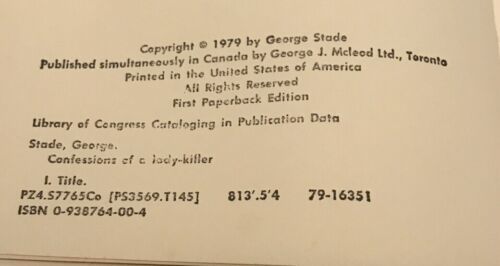 Copyright © 1979 by George Stade
Published simultaneously in Canada by George J. Mcleod Ltd., Toronto
Printed in the United States of America
All Rights Reserved
First Paperback Edition
Library of Congress Cataloging in Publication Data
Stade, George.
Confessions of a lady-killer
I. Title.
PZ4.S7765Co [PS3569.T145] 813'.5'4 79-16351
ISBN 0-938764-00-4